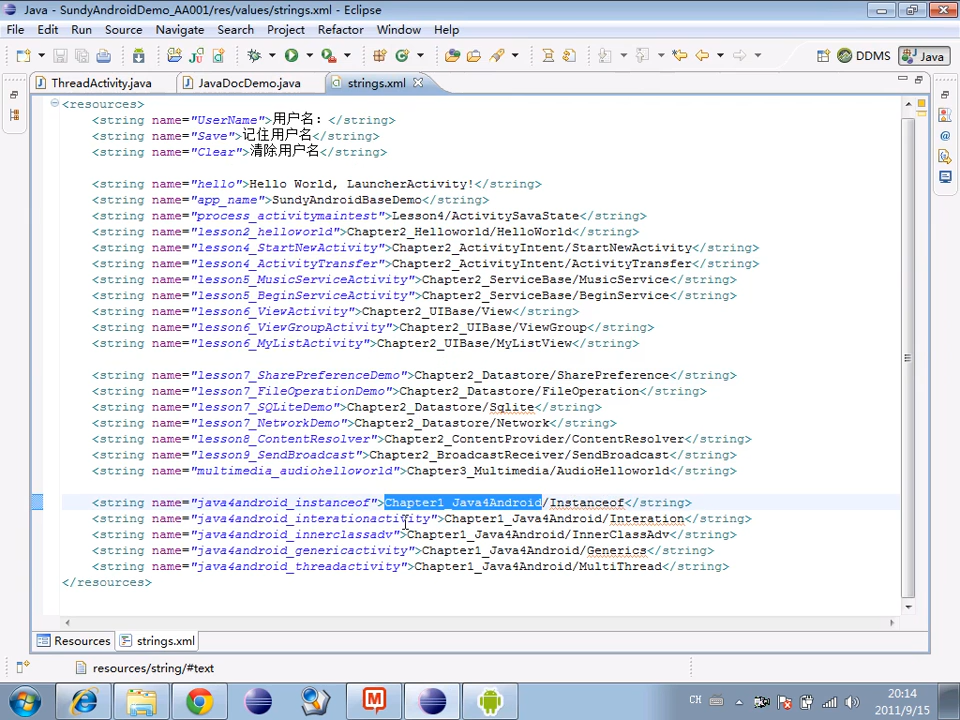 Java - SundyAndroidDemo_AA001/res/values/strings.xml - Eclipse
File Edit Run Source Navigate Search Project Refactor Window Help
DDMS Java
ThreadActivity.java JavaDocDemo.java strings.xml
<resources>
<string name="UserName">用户名：</string>
<string name="Save">记住用户名</string>
<string name="Clear">清除用户名</string>
<string name="hello">Hello World, LauncherActivity!</string>
<string name="app_name">SundyAndroidBaseDemo</string>
<string name="process_activitymaintest">Lesson4/ActivitySavaState</string>
<string name="lesson2_helloworld">Chapter2_Helloworld/HelloWorld</string>
<string name="lesson4_StartNewActivity">Chapter2_ActivityIntent/StartNewActivity</string>
<string name="lesson4_ActivityTransfer">Chapter2_ActivityIntent/ActivityTransfer</string>
<string name="lesson5_MusicServiceActivity">Chapter2_ServiceBase/MusicService</string>
<string name="lesson5_BeginServiceActivity">Chapter2_ServiceBase/BeginService</string>
<string name="lesson6_ViewActivity">Chapter2_UIBase/View</string>
<string name="lesson6_ViewGroupActivity">Chapter2_UIBase/ViewGroup</string>
<string name="lesson6_MyListActivity">Chapter2_UIBase/MyListView</string>
<string name="lesson7_SharePreferenceDemo">Chapter2_Datastore/SharePreference</string>
<string name="lesson7_FileOperationDemo">Chapter2_Datastore/FileOperation</string>
<string name="lesson7_SQLiteDemo">Chapter2_Datastore/Sqlite</string>
<string name="lesson7_NetworkDemo">Chapter2_Datastore/Network</string>
<string name="lesson8_ContentResolver">Chapter2_ContentProvider/ContentResolver</string>
<string name="lesson9_SendBroadcast">Chapter2_BroadcastReceiver/SendBroadcast</string>
<string name="multimedia_audiohelloworld">Chapter3_Multimedia/AudioHelloworld</string>
<string name="java4android_instanceof">Chapter1_Java4Android/Instanceof</string>
<string name="java4android_interationactivity">Chapter1_Java4Android/Interation</string>
<string name="java4android_innerclassadv">Chapter1_Java4Android/InnerClassAdv</string>
<string name="java4android_genericactivity">Chapter1_Java4Android/Generics</string>
<string name="java4android_threadactivity">Chapter1_Java4Android/MultiThread</string>
</resources>
Resources strings.xml
resources/string/#text
CH
20:14
2011/9/15